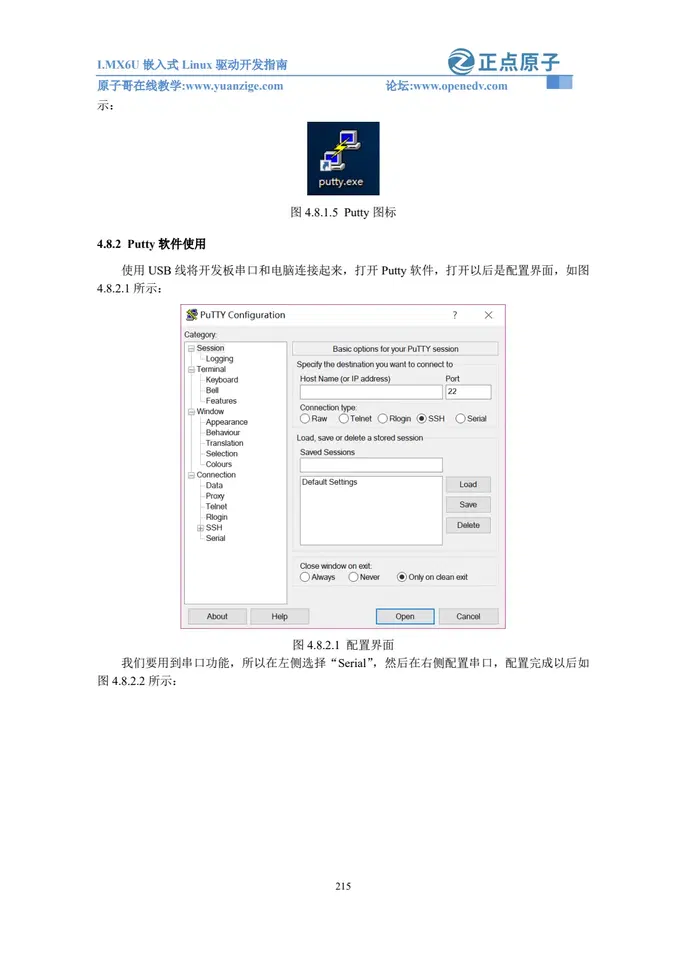 I.MX6U 嵌入式 Linux 驱动开发指南
正点原子
原子哥在线教学:www.yuanzige.com 论坛:www.openedv.com
示：
putty.exe
图 4.8.1.5 Putty 图标
4.8.2 Putty 软件使用
使用 USB 线将开发板串口和电脑连接起来，打开 Putty 软件，打开以后是配置界面，如图
4.8.2.1 所示：
PuTTY Configuration ? ×
Category:
Session
Logging
Terminal
Keyboard
Bell
Features
Window
Appearance
Behaviour
Translation
Selection
Colours
Connection
Data
Proxy
Telnet
Rlogin
SSH
Serial
Basic options for your PuTTY session
Specify the destination you want to connect to
Host Name (or IP address) Port
22
Connection type:
Raw Telnet Rlogin SSH Serial
Load, save or delete a stored session
Saved Sessions
Default Settings
Load
Save
Delete
Close window on exit:
Always Never Only on clean exit
About Help Open Cancel
图 4.8.2.1 配置界面
我们要用到串口功能，所以在左侧选择“Serial”，然后在右侧配置串口，配置完成以后如
图 4.8.2.2 所示：
215